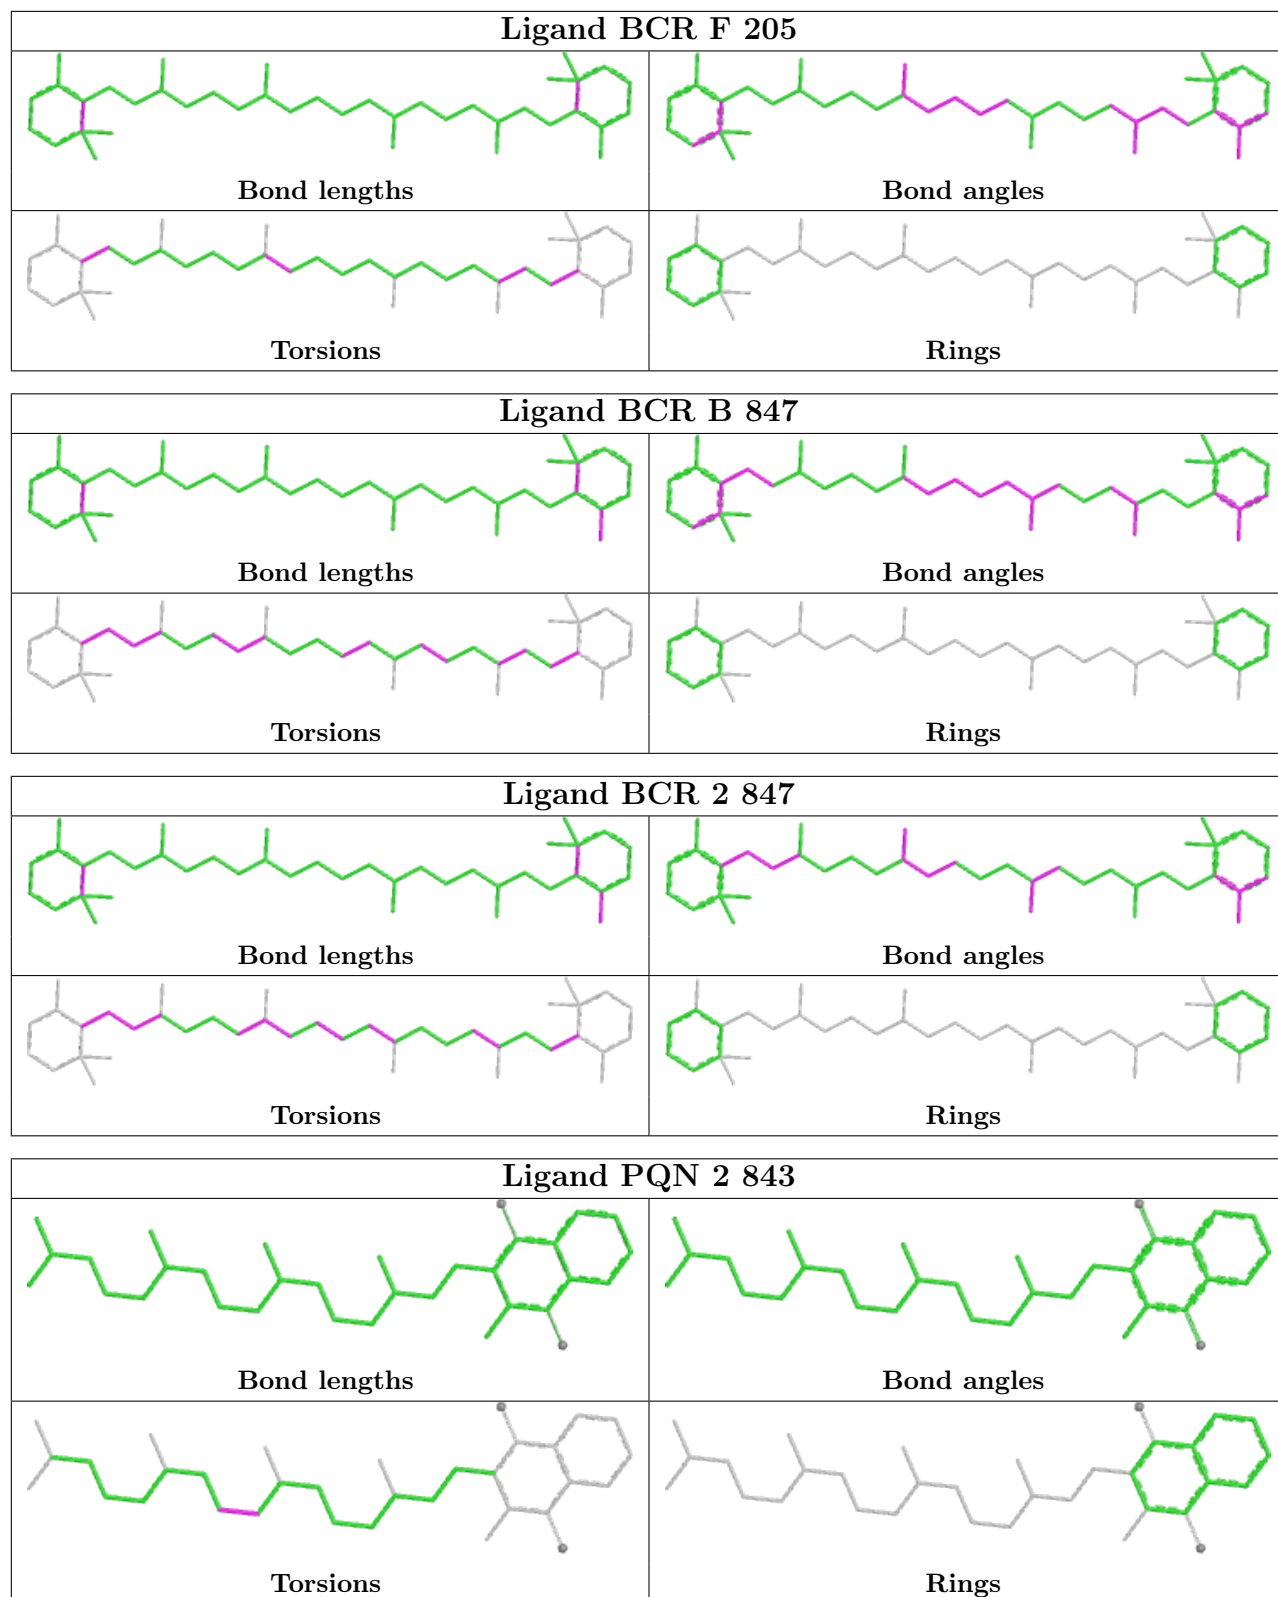 Ligand BCR F 205
Bond lengths
Bond angles
Torsions
Rings
Ligand BCR B 847
Bond lengths
Bond angles
Torsions
Rings
Ligand BCR 2 847
Bond lengths
Bond angles
Torsions
Rings
Ligand PQN 2 843
Bond lengths
Bond angles
Torsions
Rings